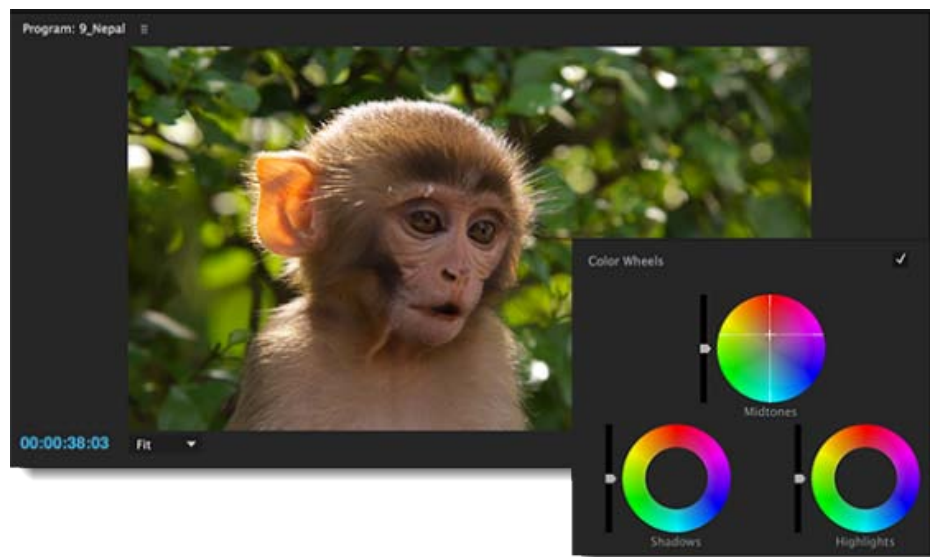 Program: 9_Nepal
Color Wheels
Midtones
00:00:38:03
Fit
Shadows
Highlights